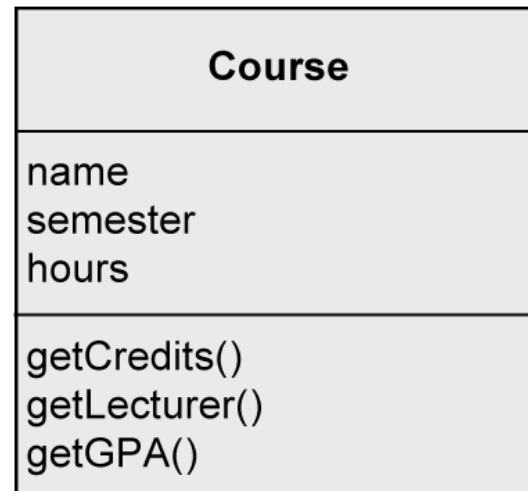 Course
name
semester
hours
getCredits()
getLecturer()
getGPA()